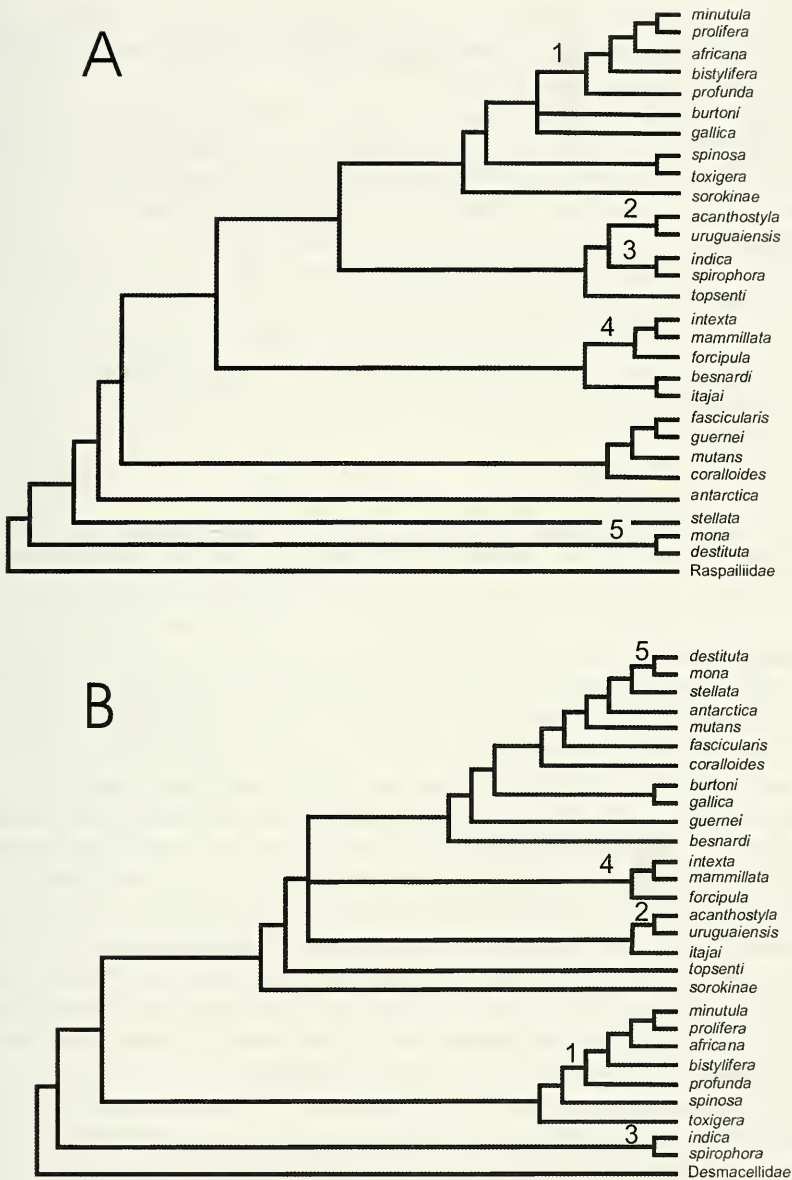 A
minutula
prolifera
africana
1
bistylifera
profunda
burtoni
gallica
spinosa
toxigera
sorokinae
2
acanthostyla
uruguaiensis
3
indica
spirophora
topsenti
4
intexta
mammillata
forcipula
besnardi
itajai
fascicularis
guernei
mutans
coralloides
antarctica
stellata
5
mona
destituta
Raspailiidae
B
5
destituta
mona
stellata
antarctica
mutans
fascicularis
coralloides
burtoni
gallica
guernei
besnardi
4
intexta
mammillata
forcipula
2
acanthostyla
uruguaiensis
itajai
topsenti
sorokinae
minutula
prolifera
africana
1
bistylifera
profunda
spinosa
toxigera
3
indica
spirophora
Desmacellidae